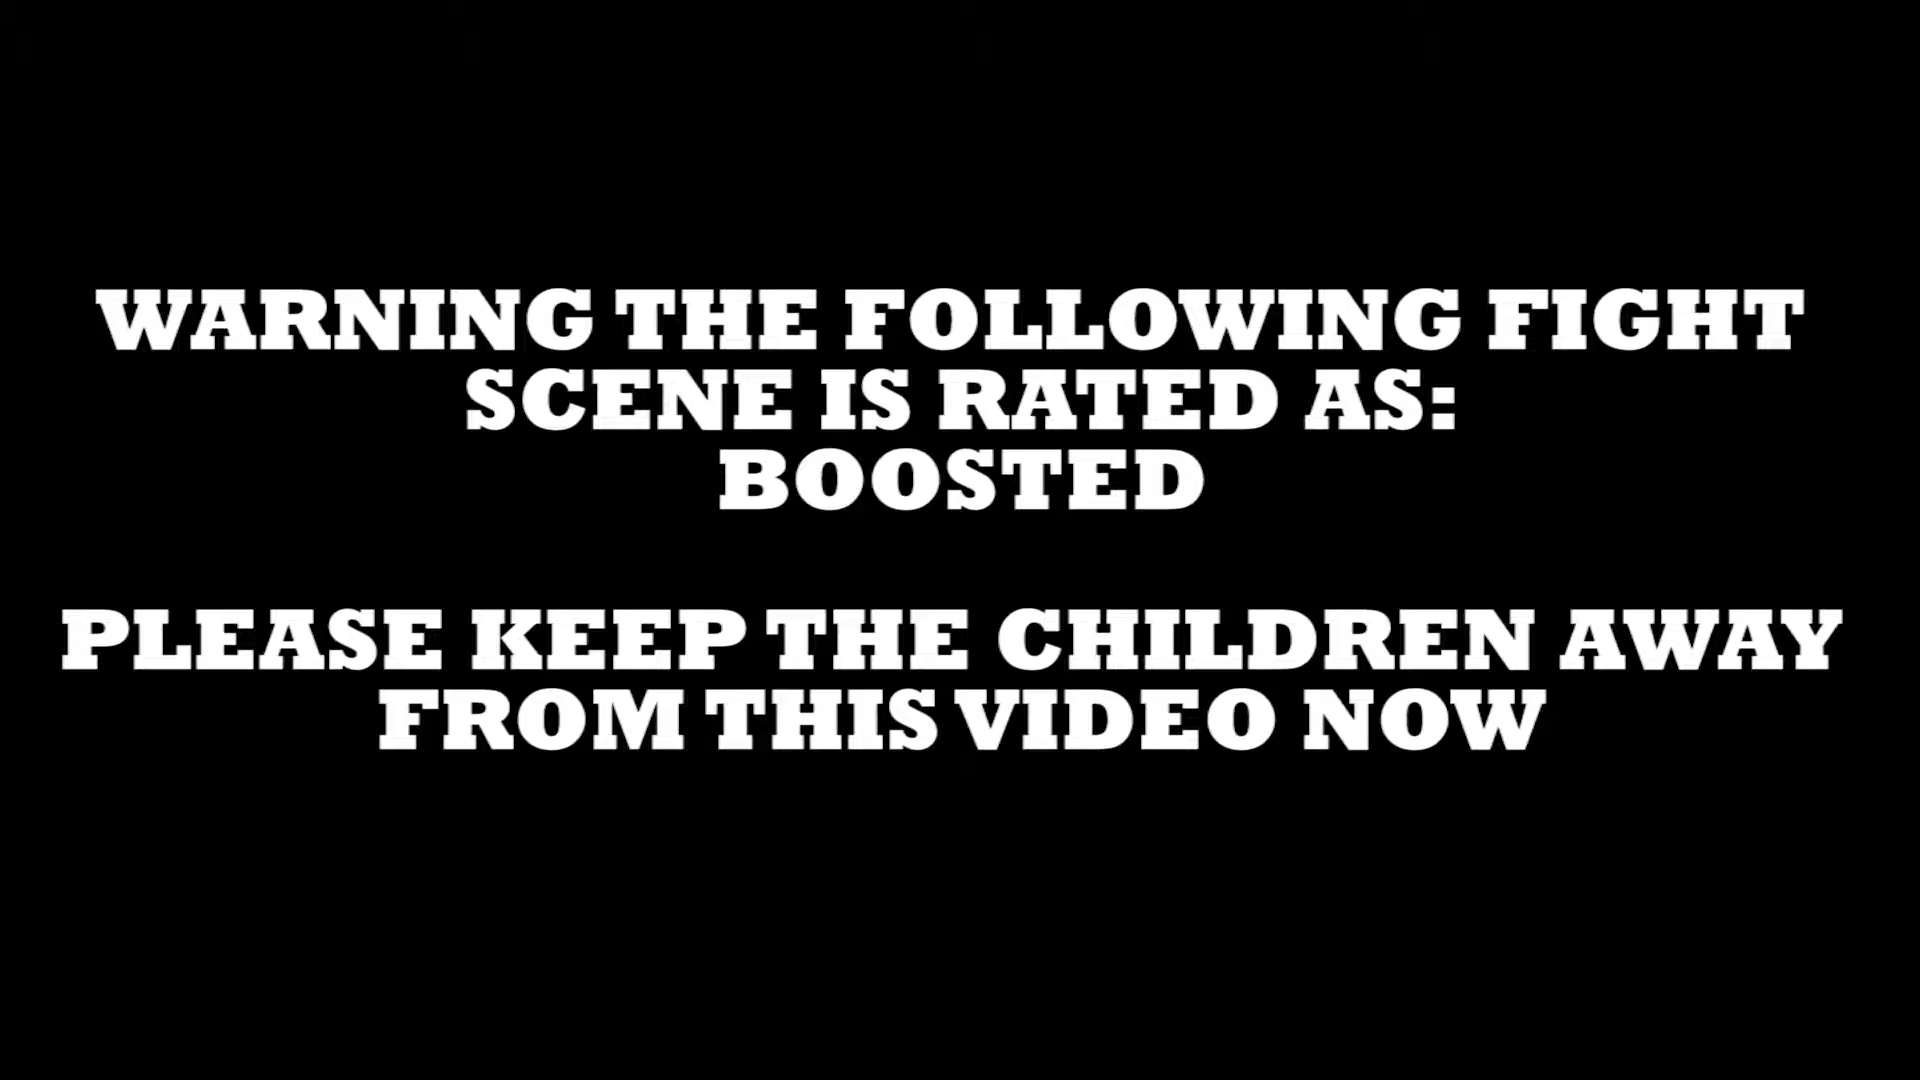 WARNING THE FOLLOWING FIGHT
SCENE IS RATED AS:
BOOSTED
PLEASE KEEP THE CHILDREN AWAY
FROM THIS VIDEO NOW